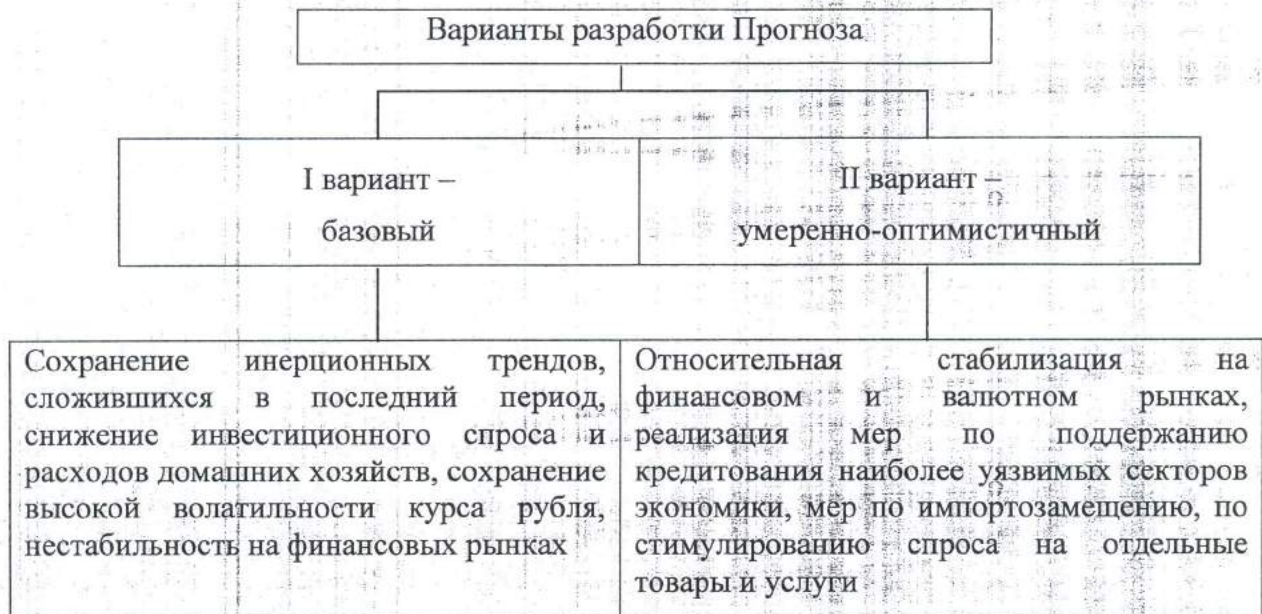 Варианты разработки Прогноза
I вариант –
базовый
II вариант –
умеренно-оптимистичный
Сохранение инерционных трендов,
сложившихся в последний период,
снижение инвестиционного спроса и
расходов домашних хозяйств, сохранение
высокой волатильности курса рубля,
нестабильность на финансовых рынках
Относительная стабилизация на
финансовом и валютном рынках,
реализация мер по поддержанию
кредитования наиболее уязвимых секторов
экономики, мер по импортозамещению, по
стимулированию спроса на отдельные
товары и услуги